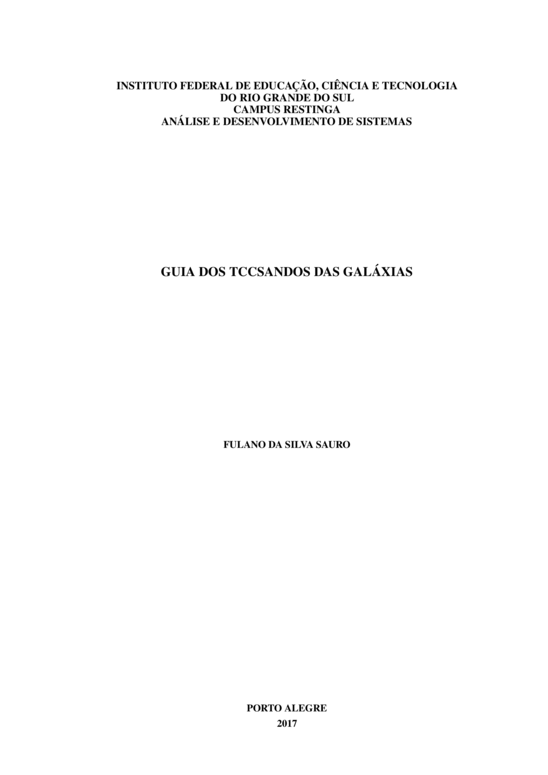 INSTITUTO FEDERAL DE EDUCAÇÃO, CIÊNCIA E TECNOLOGIA
DO RIO GRANDE DO SUL
CAMPUS RESTINGA
ANÁLISE E DESENVOLVIMENTO DE SISTEMAS
GUIA DOS TCCSANDOS DAS GALÁXIAS
FULANO DA SILVA SAURO
PORTO ALEGRE
2017